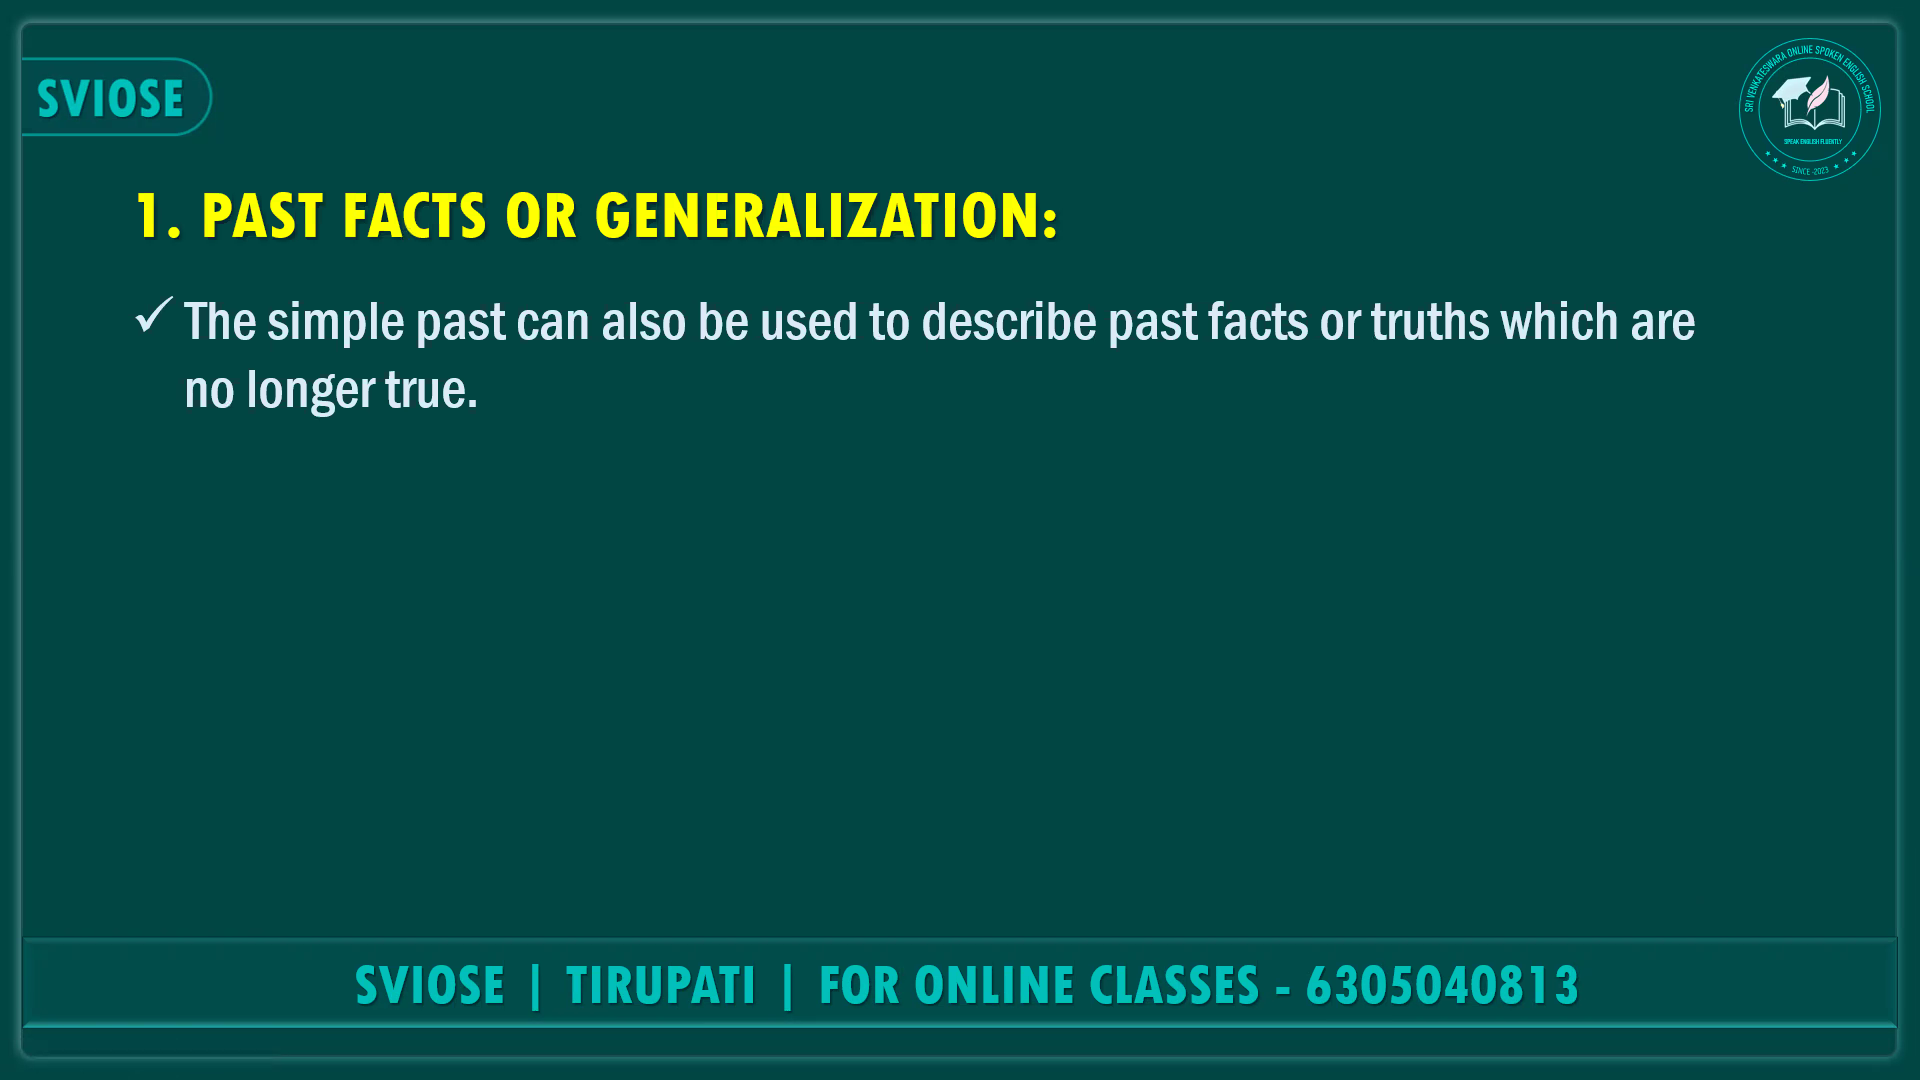 SVIOSE
SRI VENKATESWARA ONLINE SPOKEN ENGLISH SCHOOL
SPEAK ENGLISH FLUENTLY
SINCE -2023
1. PAST FACTS OR GENERALIZATION:
✓ The simple past can also be used to describe past facts or truths which are
no longer true.
SVIOSE | TIRUPATI | FOR ONLINE CLASSES - 6305040813